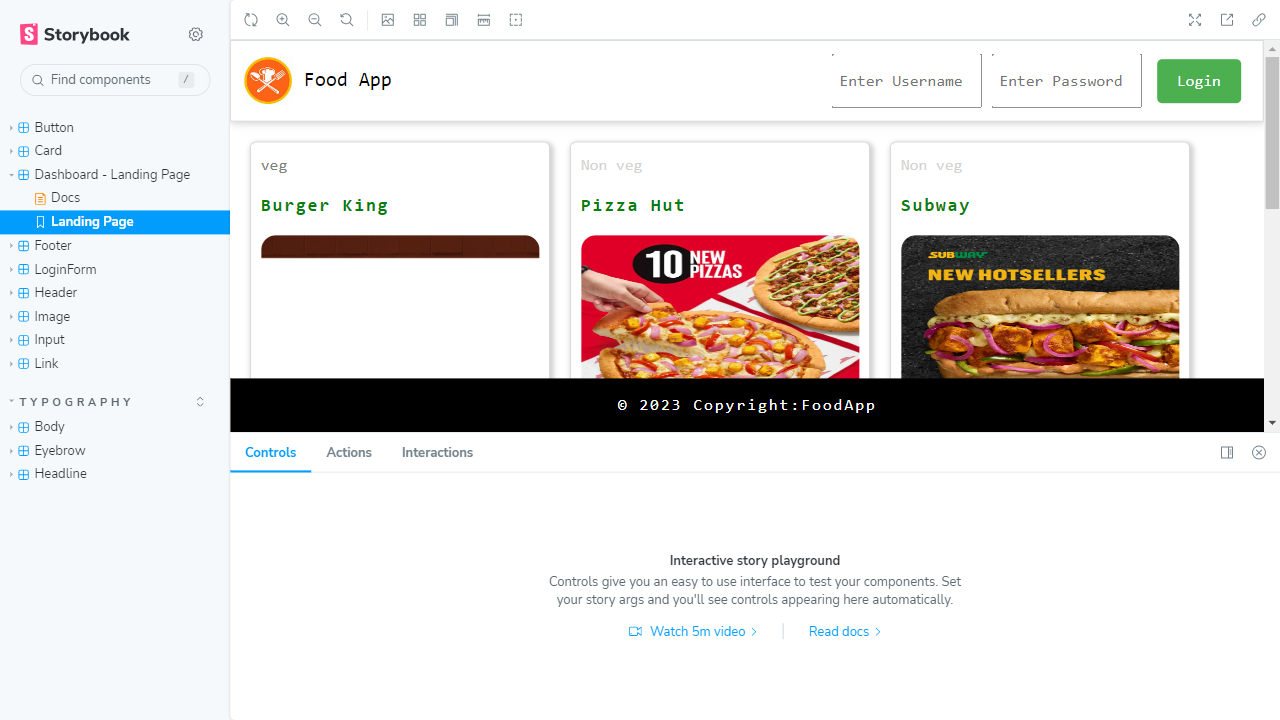 Storybook
Find components
/
Button
Card
Dashboard - Landing Page
Docs
Landing Page
Footer
LoginForm
Header
Image
Input
Link
TYPOGRAPHY
Body
Eyebrow
Headline
Food App
Enter Username
Enter Password
Login
veg
Burger King
Non veg
Pizza Hut
10 NEW PIZZAS
Non veg
Subway
SUBWAY
NEW HOTSELLERS
© 2023 Copyright:FoodApp
Controls
Actions
Interactions
Interactive story playground
Controls give you an easy to use interface to test your components. Set
your story args and you'll see controls appearing here automatically.
Watch 5m video
Read docs